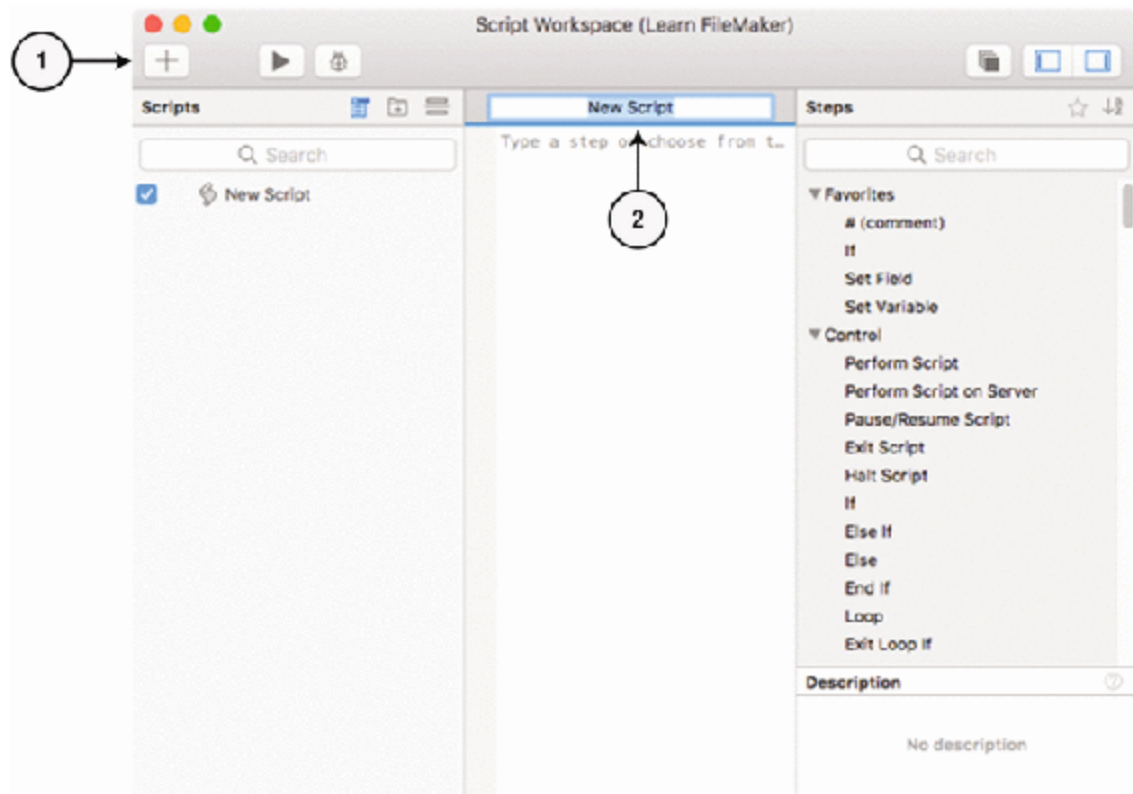 Script Workspace (Learn FileMaker)
1
Scripts
New Script
Steps
Search
Type a step or choose from t…
Search
New Script
2
Favorites
# (comment)
If
Set Field
Set Variable
Control
Perform Script
Perform Script on Server
Pause/Resume Script
Exit Script
Halt Script
If
Else If
Else
End If
Loop
Exit Loop If
Description
No description